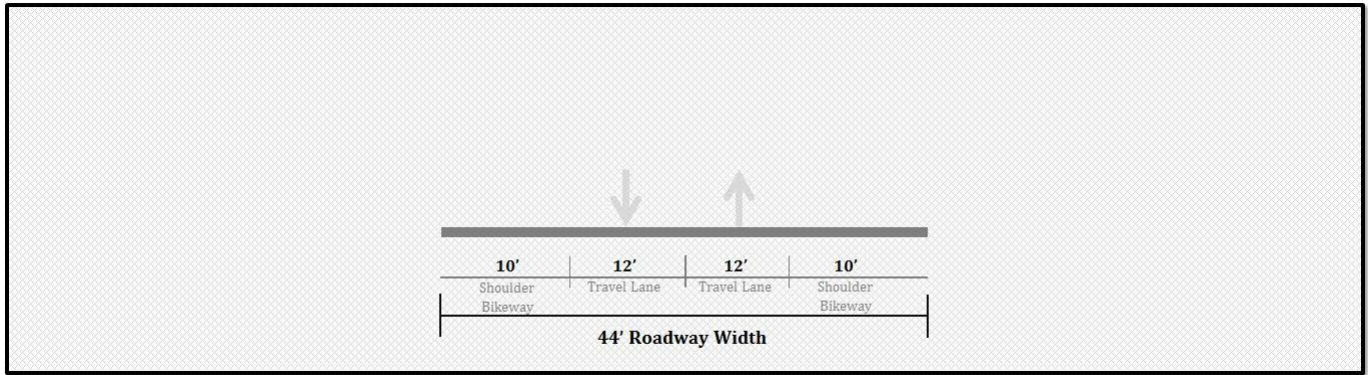 10′ 12′ 12′ 10′
Shoulder Travel Lane Travel Lane Shoulder
Bikeway Bikeway
44′ Roadway Width